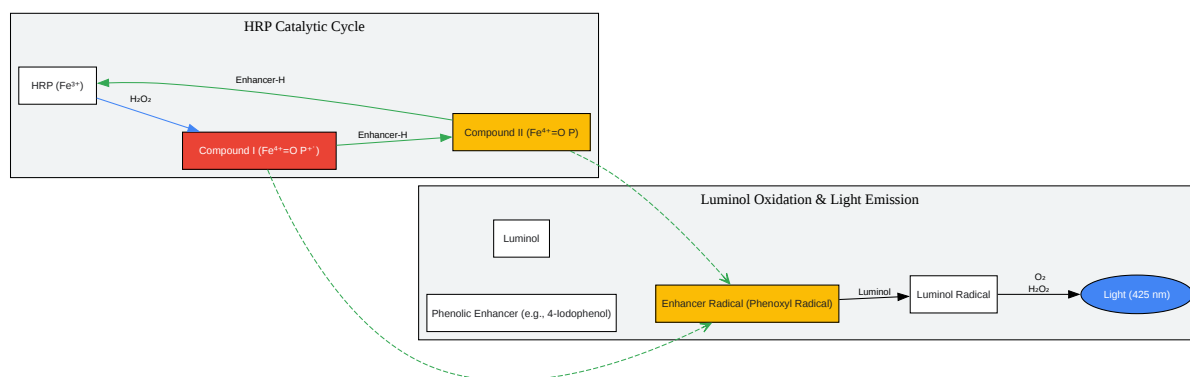 HRP Catalytic Cycle
HRP (Fe³⁺)
H₂O₂
Enhancer-H
Compound I (Fe⁴⁺=O P⁺˙)
Enhancer-H
Compound II (Fe⁴⁺=O P)
Luminol Oxidation & Light Emission
Luminol
Phenolic Enhancer (e.g., 4-Iodophenol)
Enhancer Radical (Phenoxyl Radical)
Luminol
Luminol Radical
O₂
H₂O₂
Light (425 nm)